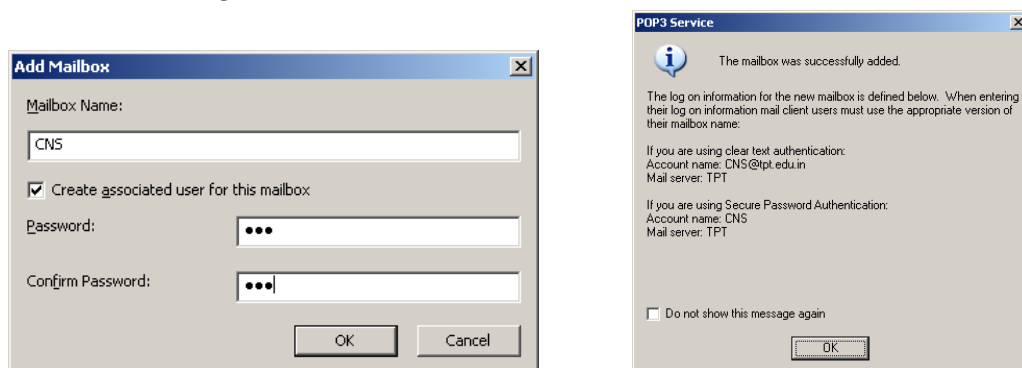 Add Mailbox
Mailbox Name:
CNS
Create associated user for this mailbox
Password:
●●●
Confirm Password:
●●●
OK Cancel
POP3 Service
The mailbox was successfully added.
The log on information for the new mailbox is defined below. When entering
their log on information mail client users must use the appropriate version of
their mailbox name:
If you are using clear text authentication:
Account name: CNS@tpt.edu.in
Mail server: TPT
If you are using Secure Password Authentication:
Account name: CNS
Mail server: TPT
Do not show this message again
OK